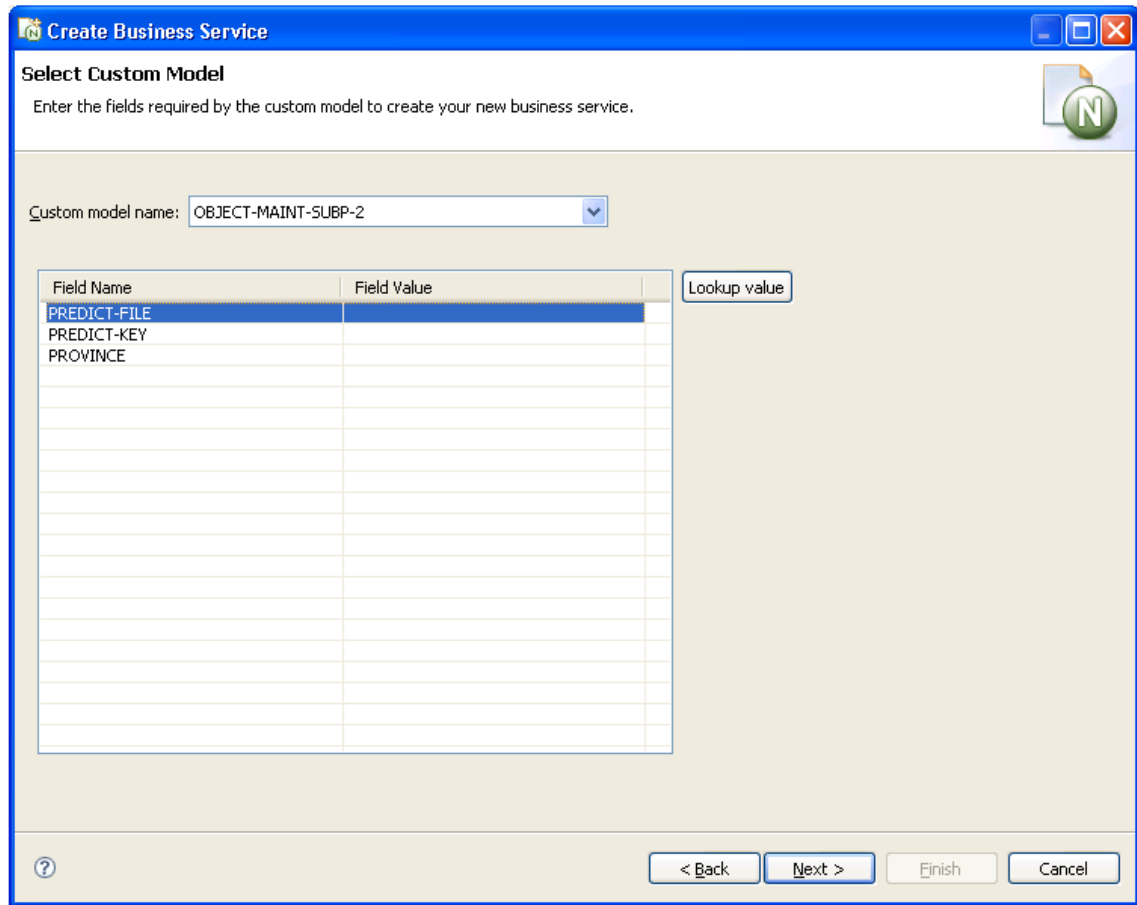 Create Business Service
Select Custom Model
Enter the fields required by the custom model to create your new business service.
N
Custom model name: OBJECT-MAINT-SUBP-2
Field Name Field Value Lookup value
PREDICT-FILE
PREDICT-KEY
PROVINCE
? < Back Next > Finish Cancel